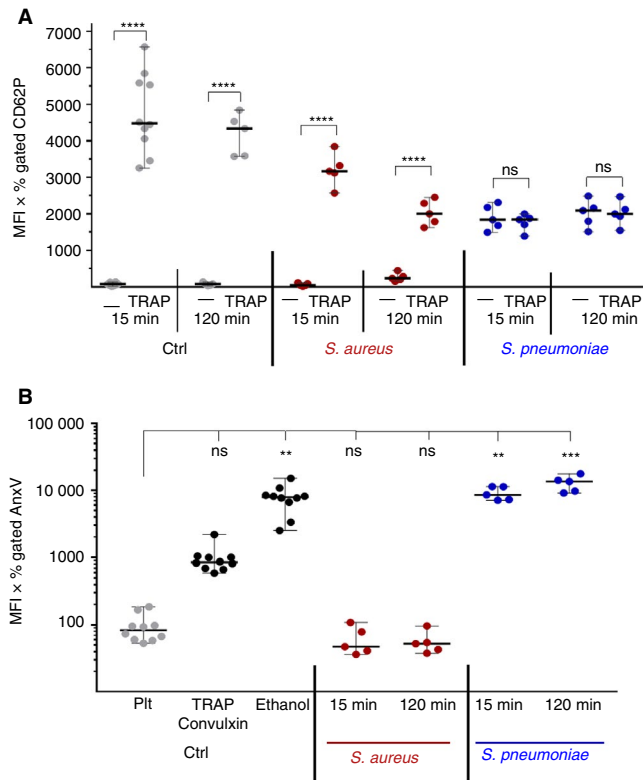 A
MFI × % gated CD62P
7000
6000
5000
4000
3000
2000
1000
**** **** **** **** ns ns
— TRAP — TRAP — TRAP — TRAP — TRAP — TRAP
15 min 120 min 15 min 120 min 15 min 120 min
Ctrl S. aureus S. pneumoniae
B
MFI × % gated AnxV
100 000
10 000
1000
100
ns ** ns ns ** ***
Plt TRAP Ethanol 15 min 120 min 15 min 120 min
Convulxin
Ctrl S. aureus S. pneumoniae